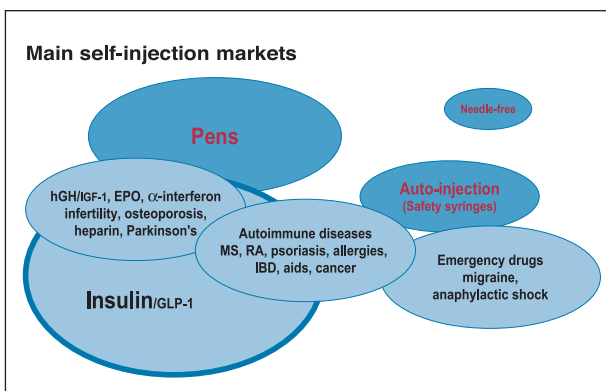 Main self-injection markets
Needle-free
Pens
Auto-injection
(Safety syringes)
hGH/IGF-1, EPO, α-interferon
infertility, osteoporosis,
heparin, Parkinson's
Autoimmune diseases
MS, RA, psoriasis, allergies,
IBD, aids, cancer
Emergency drugs
migraine,
anaphylactic shock
Insulin/GLP-1